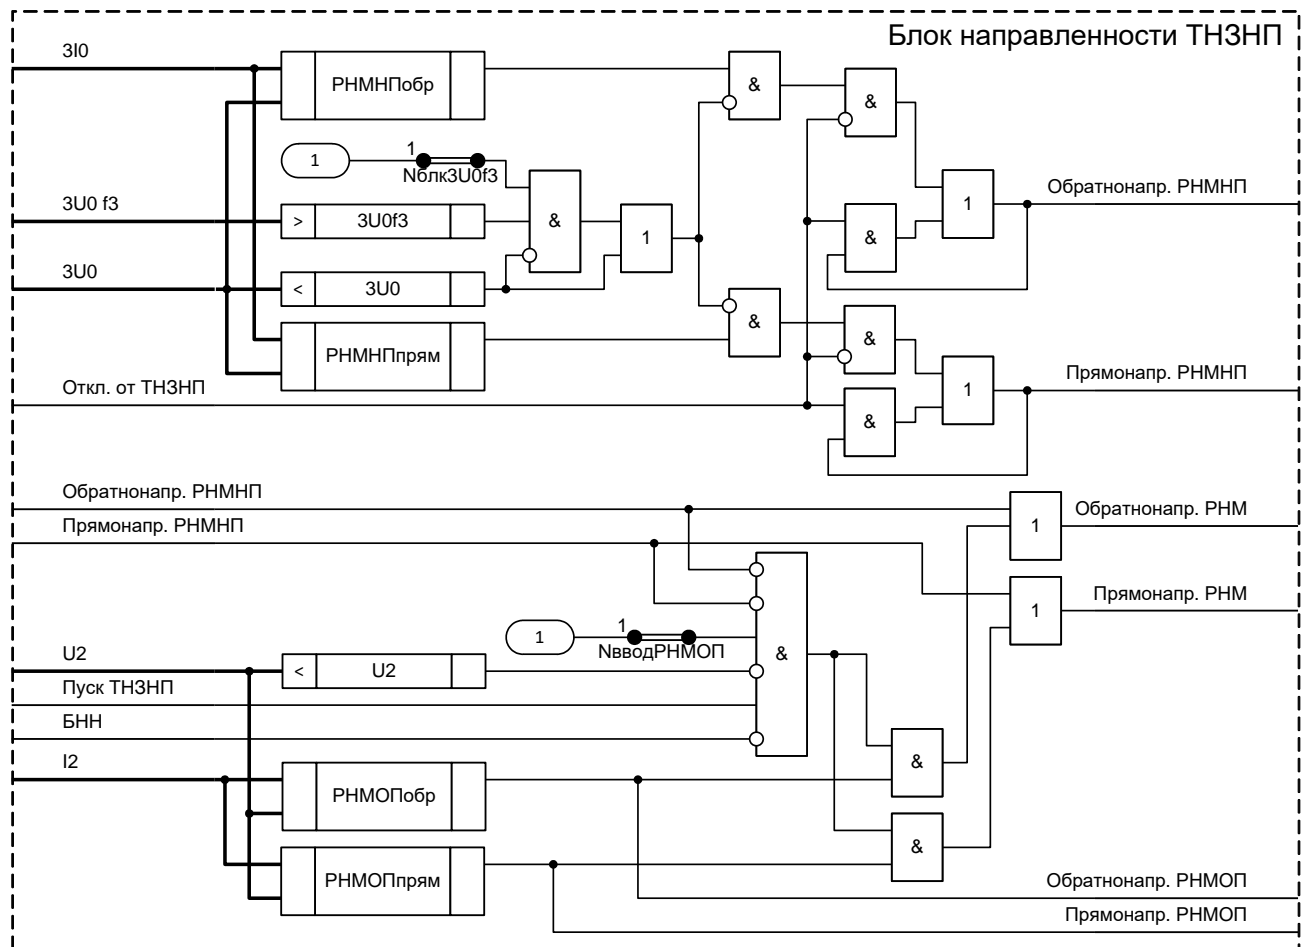 Блок направленности ТНЗНП
3I0
РНМНПобр
&
&
1
1
Nблк3U0f3
1
Обратнонапр. РНМНП
3U0 f3
>
3U0f3
&
1
&
3U0
<
3U0
&
&
РНМНПпрям
Прямонапр. РНМНП
Откл. от ТНЗНП
1
&
Обратнонапр. РНМНП
1
Обратнонапр. РНМ
Прямонапр. РНМНП
1
Прямонапр. РНМ
1
1
NвводРНМОП
&
U2
<
U2
Пуск ТНЗНП
БНН
I2
&
РНМОПобр
&
РНМОПпрям
Обратнонапр. РНМОП
Прямонапр. РНМОП